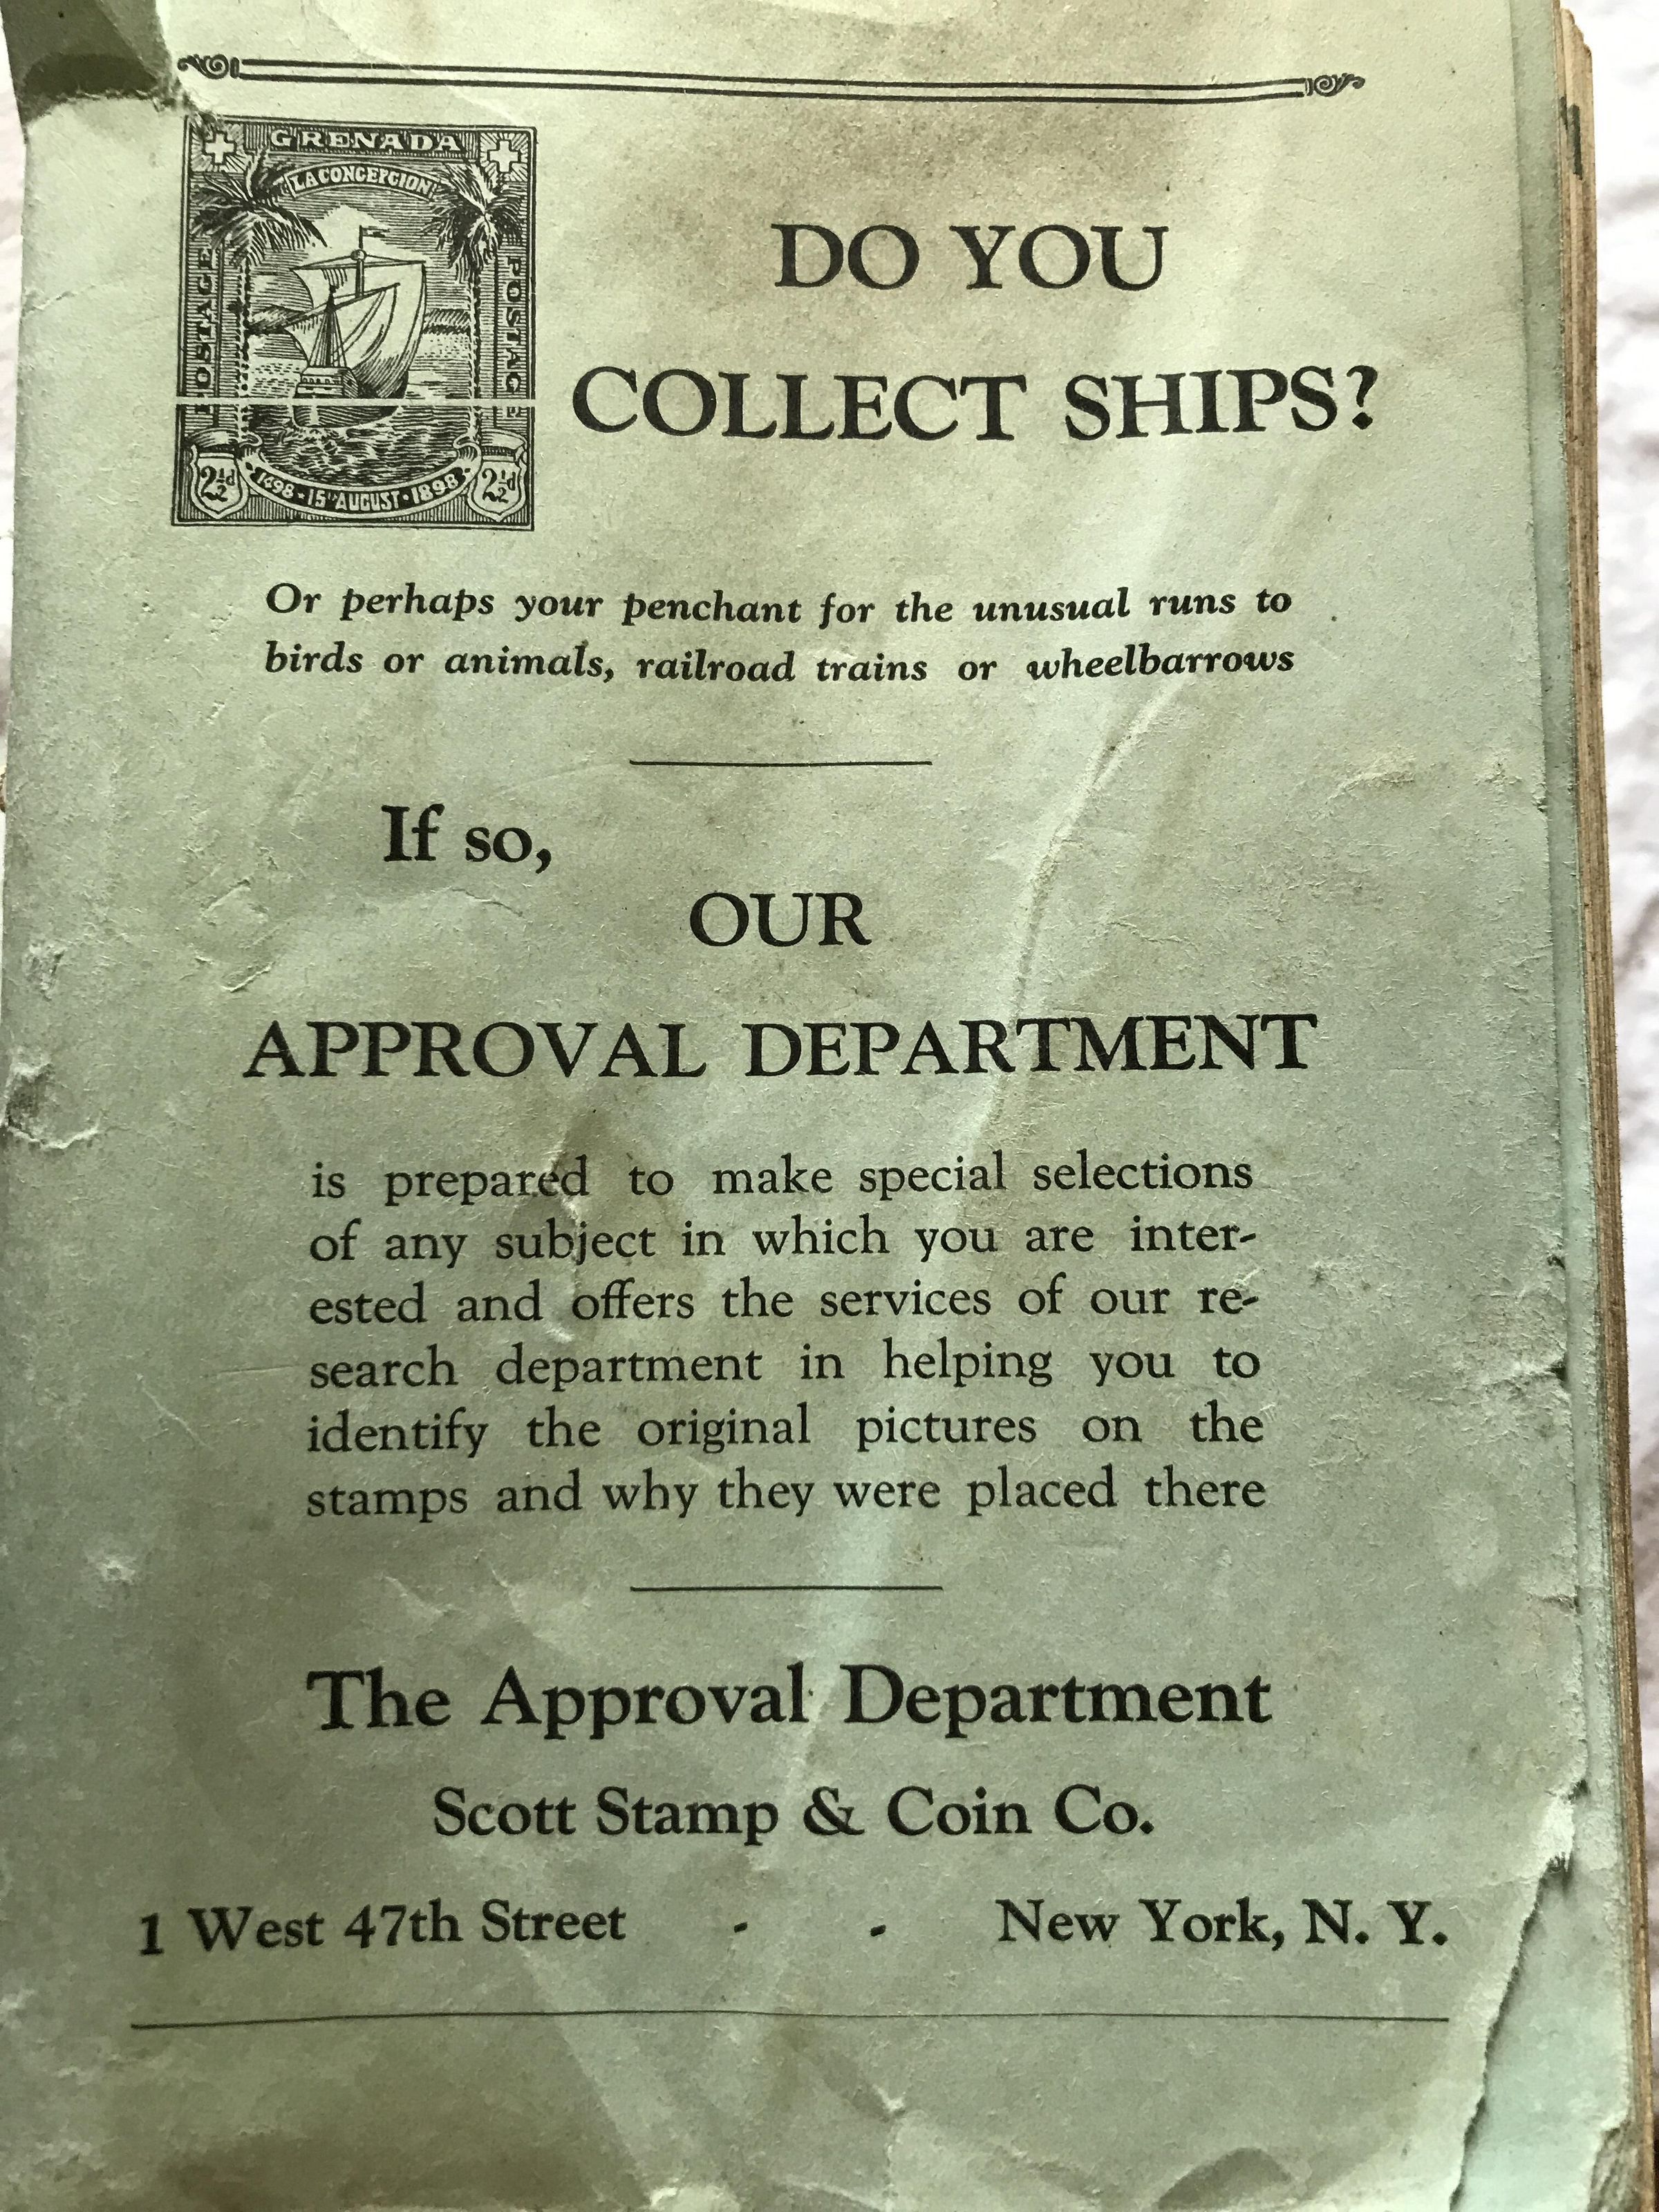 GRENADA
LA CONCEPCION
POSTAGE
POSTAGE
2½d
1498 · 15TH AUGUST · 1898
2½d
DO YOU
COLLECT SHIPS?
Or perhaps your penchant for the unusual runs to
birds or animals, railroad trains or wheelbarrows
If so,
OUR
APPROVAL DEPARTMENT
is prepared to make special selections
of any subject in which you are inter-
ested and offers the services of our re-
search department in helping you to
identify the original pictures on the
stamps and why they were placed there
The Approval Department
Scott Stamp & Coin Co.
1 West 47th Street - - New York, N. Y.